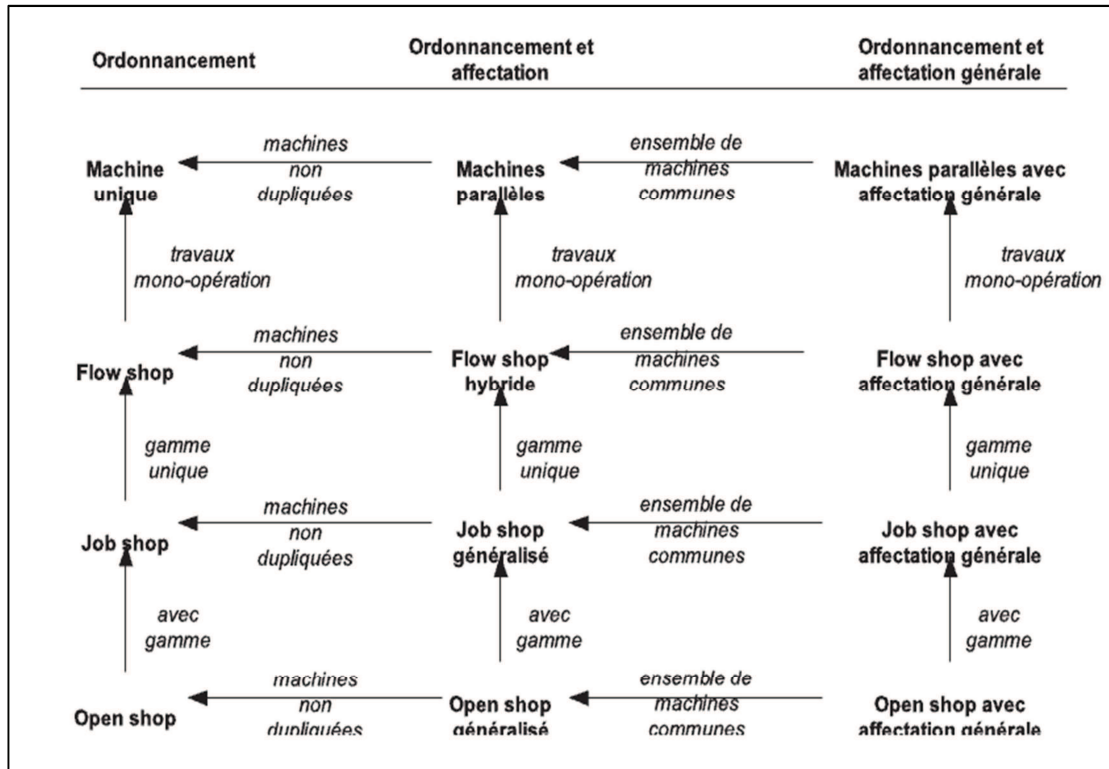 Ordonnancement
Ordonnancement et
affectation
Ordonnancement et
affectation générale
machines
non
dupliquées
ensemble de
machines
communes
Machine
unique
Machines
parallèles
Machines parallèles avec
affectation générale
travaux
mono-opération
travaux
mono-opération
travaux
mono-opération
machines
non
dupliquées
ensemble de
machines
communes
Flow shop
Flow shop
hybride
Flow shop avec
affectation générale
gamme
unique
gamme
unique
gamme
unique
machines
non
dupliquées
ensemble de
machines
communes
Job shop
Job shop
généralisé
Job shop avec
affectation générale
avec
gamme
avec
gamme
avec
gamme
machines
non
dupliquées
ensemble de
machines
communes
Open shop
Open shop
généralisé
Open shop avec
affectation générale